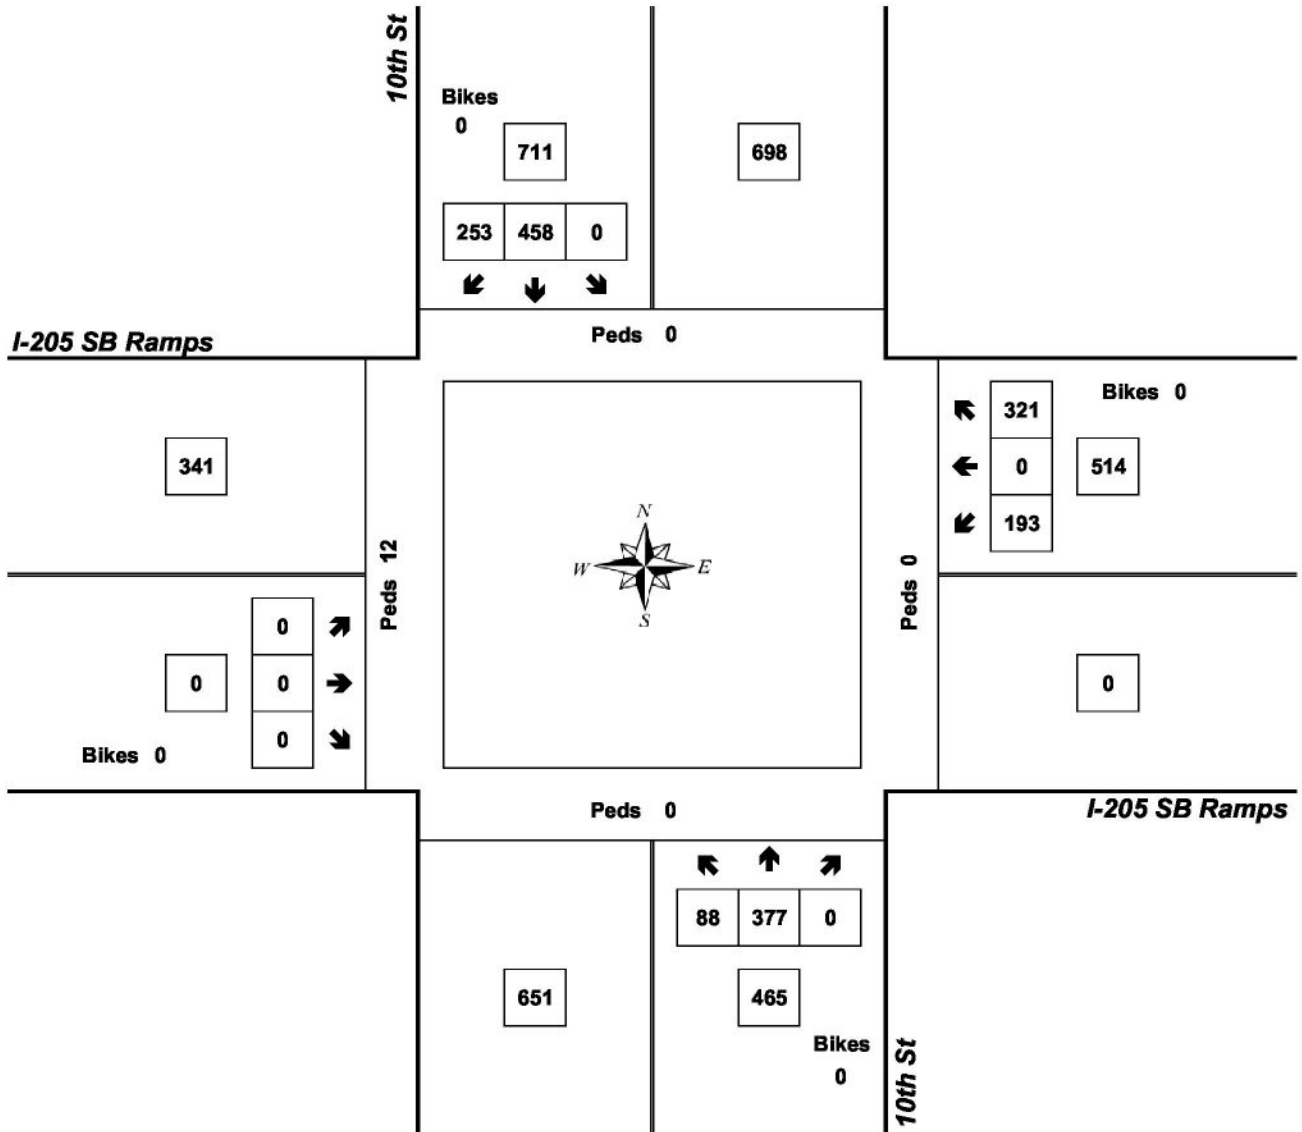 10th St
Bikes
0
711
698
253 458 0
Peds 0
I-205 SB Ramps
321
Bikes 0
341
0
514
193
N
W E
S
Peds 12
Peds 0
0
0
0
0
0
Bikes 0
Peds 0
I-205 SB Ramps
88 377 0
651
465
Bikes
0
10th St